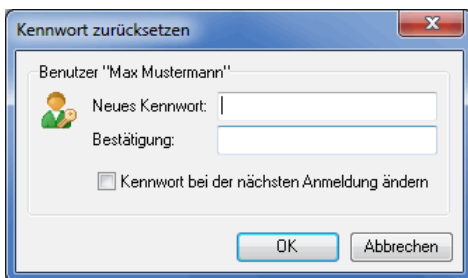 Kennwort zurücksetzen
Benutzer "Max Mustermann"
Neues Kennwort:
Bestätigung:
Kennwort bei der nächsten Anmeldung ändern
OK
Abbrechen